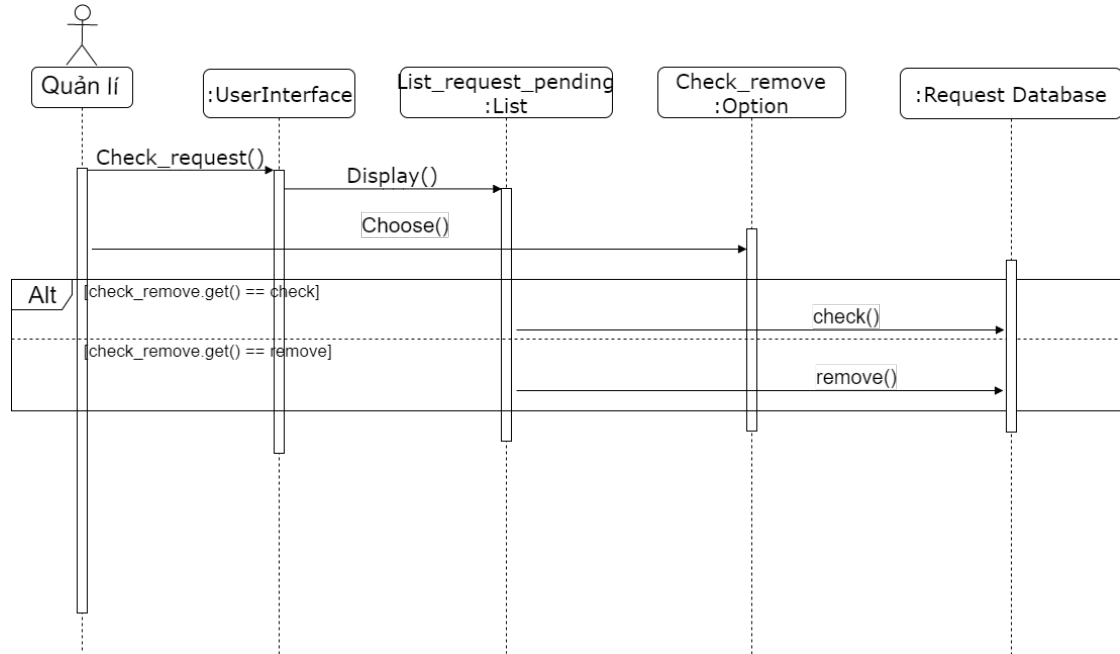 Quản lí
:UserInterface
List_request_pending
:List
Check_remove
:Option
:Request Database
Check_request()
Display()
Choose()
Alt
[check_remove.get() == check]
check()
[check_remove.get() == remove]
remove()